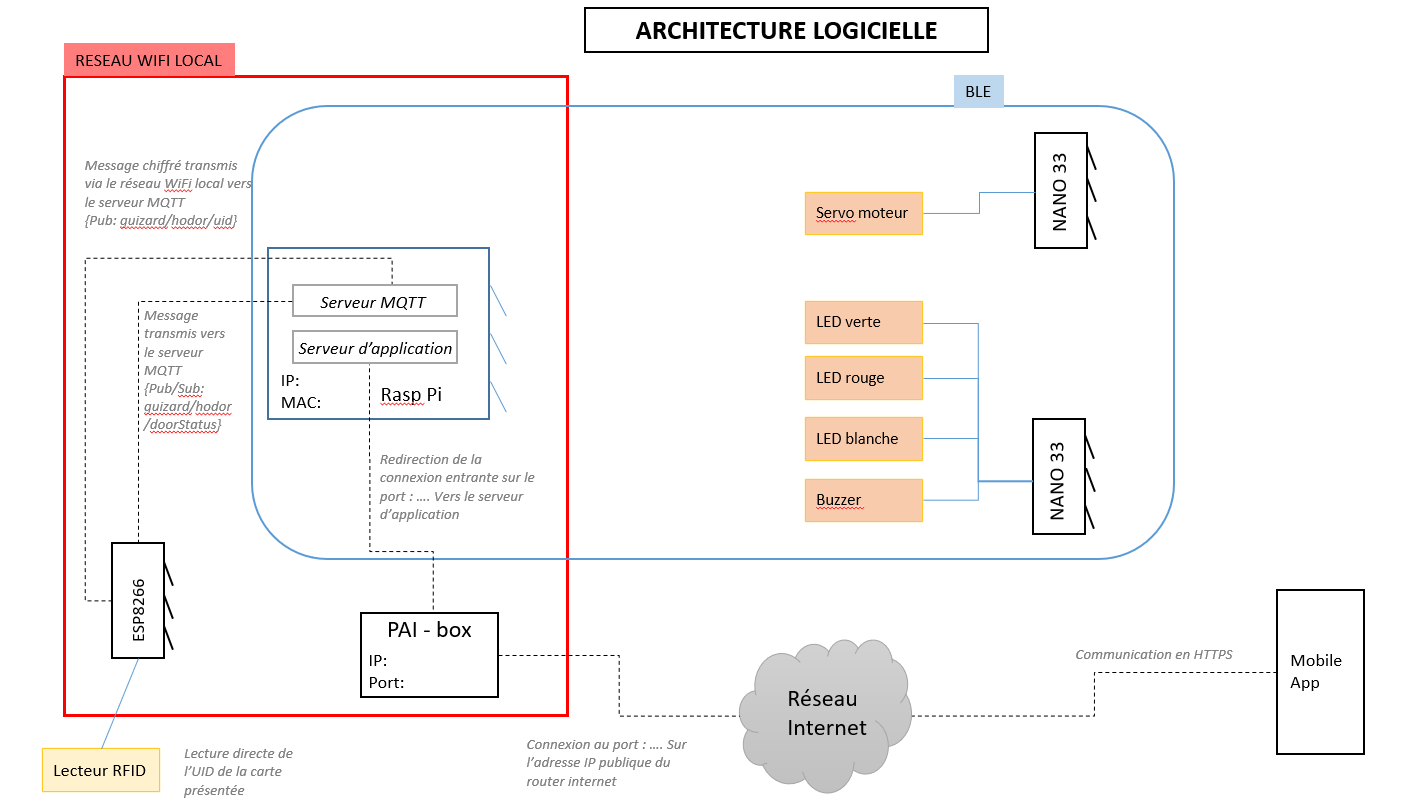 ARCHITECTURE LOGICIELLE
RESEAU WIFI LOCAL
BLE
Message chiffré transmis
via le réseau WiFi local vers
le serveur MQTT
{Pub: quizard/hodor/uid}
NANO 33
Servo moteur
Serveur MQTT
Serveur d’application
IP:
MAC:
Rasp Pi
Message
transmis vers
le serveur
MQTT
{Pub/Sub:
quizard/hodor
/doorStatus}
LED verte
LED rouge
LED blanche
Buzzer
NANO 33
Redirection de la
connexion entrante sur le
port : .... Vers le serveur
d’application
ESP8266
PAI - box
IP:
Port:
Réseau
Internet
Communication en HTTPS
Mobile
App
Lecteur RFID
Lecture directe de
l’UID de la carte
présentée
Connexion au port : .... Sur
l’adresse IP publique du
router internet